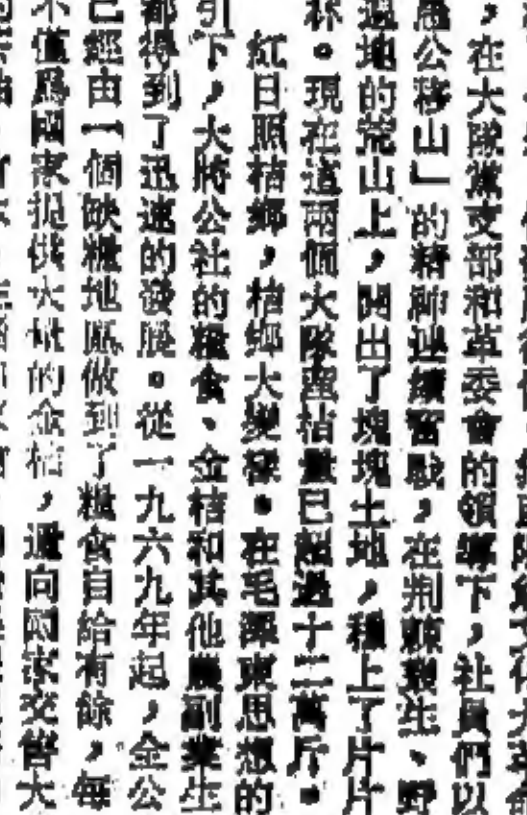 ，在大隊黨支部和革委會的領導下，社員們以
愚公移山」的精神連續奮戰，在荆棘叢生、野
遍地的荒山上，開出了塊塊土地，種上了片片
林。現在這兩個大隊產桔數已超過十二萬斤。
紅日照桔鄉，桔鄉大變樣。在毛澤東思想的
引下，大將公社的糧食、金桔和其他農副業生
都得到了迅速的發展。從一九六九年起，全公
已經由一個缺糧地區做到了糧食自給有餘，每
不值爲國家提供大量的金桔，還向國家交售大